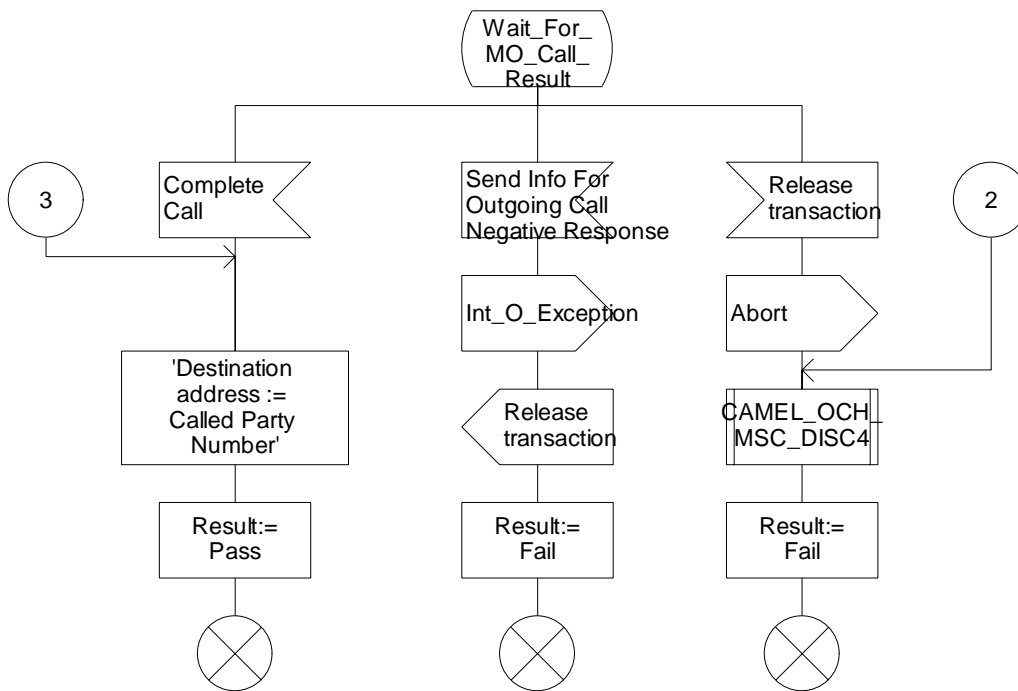 Wait_For_
MO_Call_
Result
3
Complete
Call
Send Info For
Outgoing Call
Negative Response
Release
transaction
2
Int_O_Exception
Abort
'Destination
address :=
Called Party
Number'
Release
transaction
CAMEL_OCH_
MSC_DISC4
Result:=
Pass
Result:=
Fail
Result:=
Fail